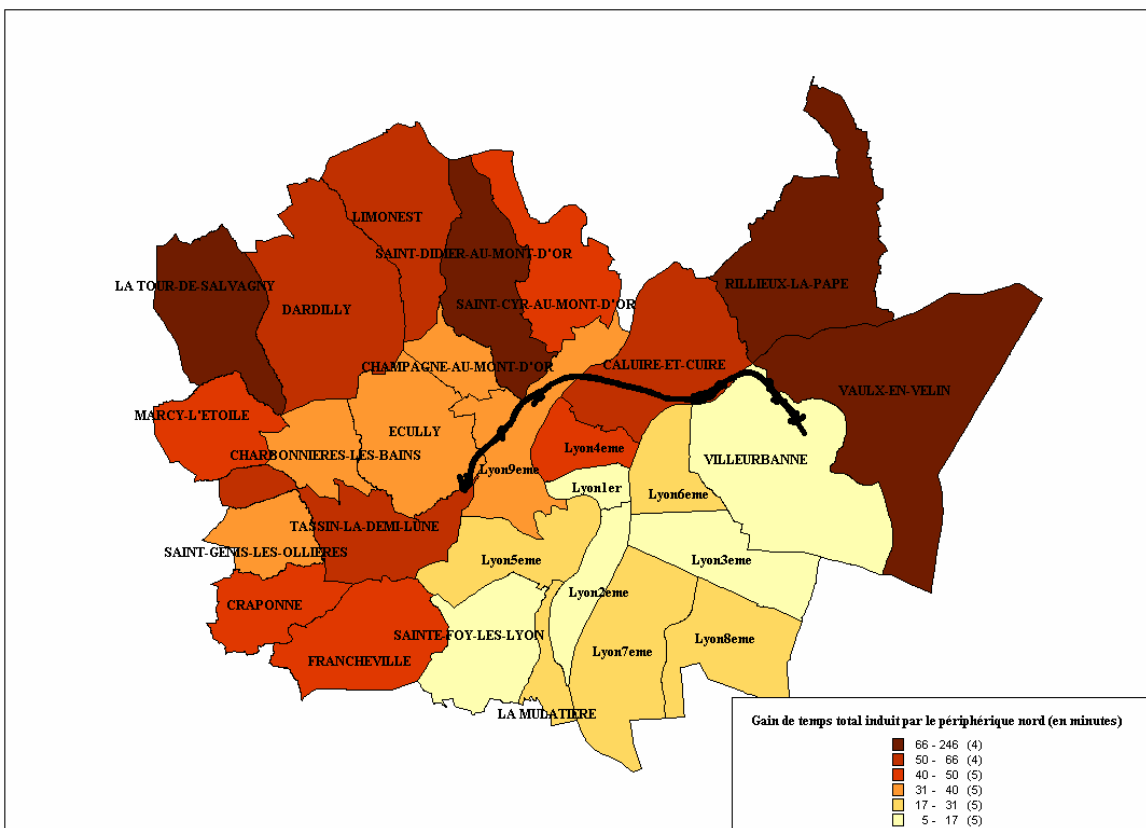 LIMONEST
SAINT-DIDIER-AU-MONT-D'OR
LA TOUR-DE-SALVAGNY
RILLIEUX-LA-PAPE
SAINT-CYR-AU-MONT-D'OR
DARDILLY
CHAMPAGNE-AU-MONT-D'OR
CALUIRE-ET-CUIRE
VAULX-EN-VELIN
MARCY-L'ETOILE
ECULLY
CHARBONNIERES-LES-BAINS
Lyon4eme
VILLEURBANNE
Lyon9eme
Lyon1er
Lyon6eme
TASSIN-LA-DEMI-LUNE
SAINT-GENIS-LES-OLLIERES
Lyon5eme
Lyon3eme
Lyon2eme
CRAPONNE
SAINTE-FOY-LES-LYON
Lyon8eme
Lyon7eme
FRANCHEVILLE
LA MULATIERE
Gain de temps total induit par le périphérique nord (en minutes)
66 - 246 (4)
50 - 66 (4)
40 - 50 (5)
31 - 40 (5)
17 - 31 (5)
5 - 17 (5)